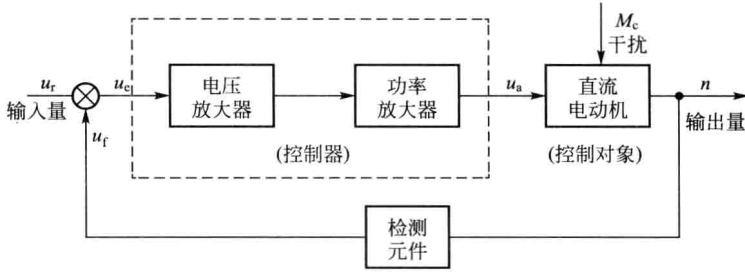 M_c
干扰
u_r
u_e
电压
放大器
功率
放大器
u_a
直流
电动机
n
输入量
输出量
u_f
(控制器)
(控制对象)
检测
元件